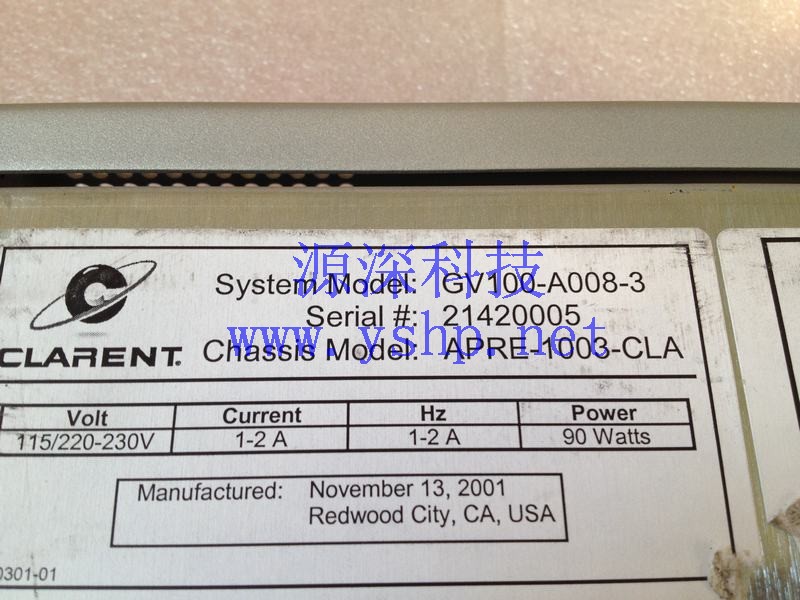 源深科技
www.yshp.net
CLARENT.
System Model: GV100-A008-3
Serial #: 21420005
Chassis Model: APRE-1003-CLA
Volt Current Hz Power
115/220-230V 1-2 A 1-2 A 90 Watts
Manufactured: November 13, 2001
Redwood City, CA, USA
0301-01